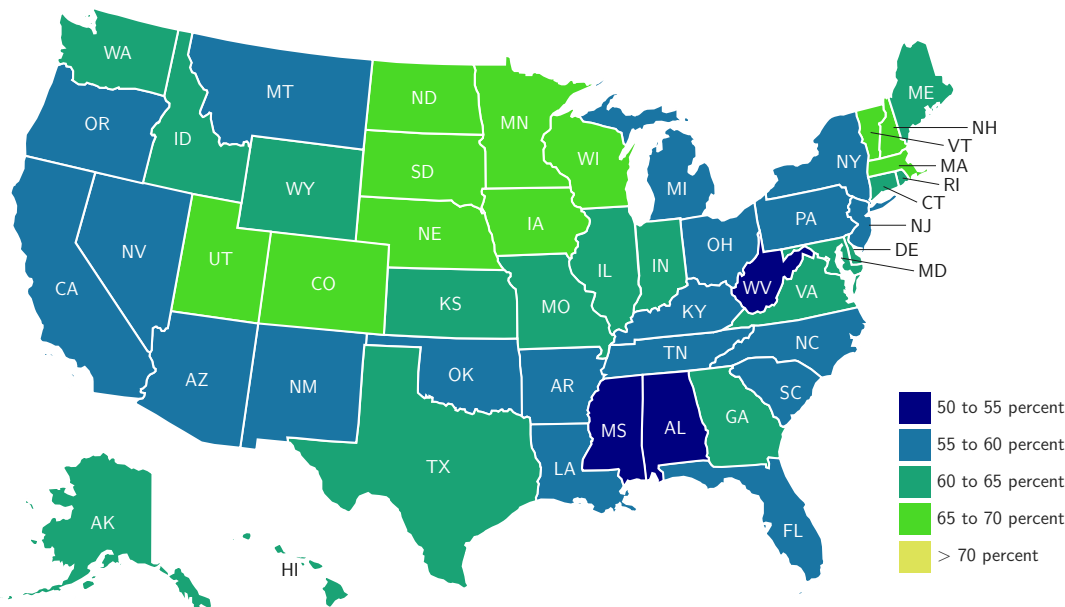 WA
MT
ND
MN
ME
OR
ID
WI
NH
VT
SD
NY
MA
WY
MI
RI
CT
NE
IA
PA
NJ
NV
UT
OH
DE
CO
IL
IN
MD
CA
WV
VA
KS
MO
KY
NC
TN
AZ
NM
OK
AR
SC
50 to 55 percent
GA
MS
AL
55 to 60 percent
TX
LA
60 to 65 percent
AK
65 to 70 percent
FL
> 70 percent
HI